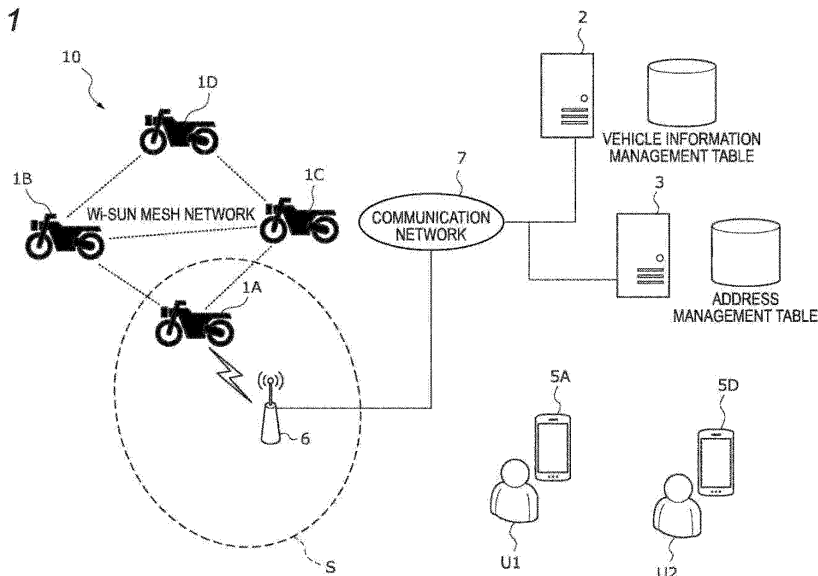 1
10
1D
2
VEHICLE INFORMATION
MANAGEMENT TABLE
1B
Wi-SUN MESH NETWORK
1C
7
COMMUNICATION
NETWORK
3
ADDRESS
MANAGEMENT TABLE
1A
6
S
5A
5D
U1
U2